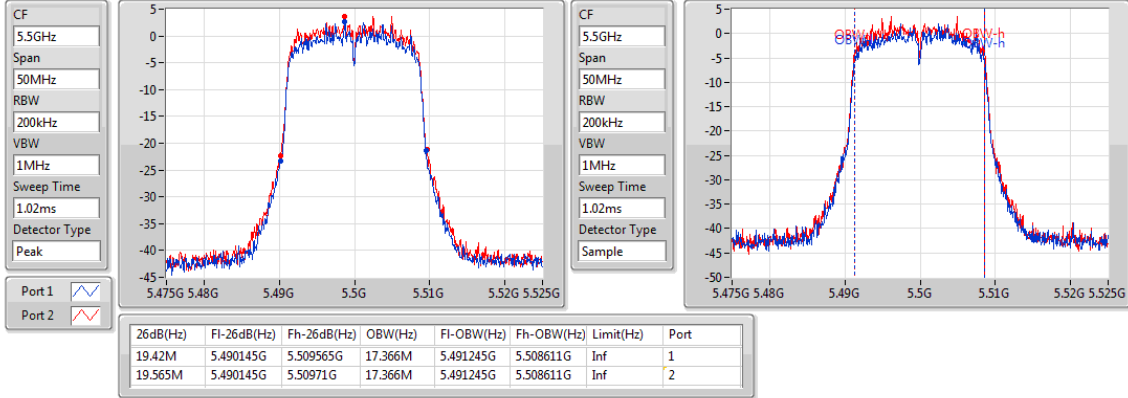 CF
5.5GHz
Span
50MHz
RBW
200kHz
VBW
1MHz
Sweep Time
1.02ms
Detector Type
Peak
Port 1
Port 2
5
0
-5
-10
-15
-20
-25
-30
-35
-40
-45
5.475G 5.48G 5.49G 5.5G 5.51G 5.52G 5.525G
CF
5.5GHz
Span
50MHz
RBW
200kHz
VBW
1MHz
Sweep Time
1.02ms
Detector Type
Sample
5
0
-5
-10
-15
-20
-25
-30
-35
-40
-45
-50
OBW-h
5.475G 5.48G 5.49G 5.5G 5.51G 5.52G 5.525G
26dB(Hz) Fl-26dB(Hz) Fh-26dB(Hz) OBW(Hz) Fl-OBW(Hz) Fh-OBW(Hz) Limit(Hz) Port
19.42M 5.490145G 5.509565G 17.366M 5.491245G 5.508611G Inf 1
19.565M 5.490145G 5.50971G 17.366M 5.491245G 5.508611G Inf 2